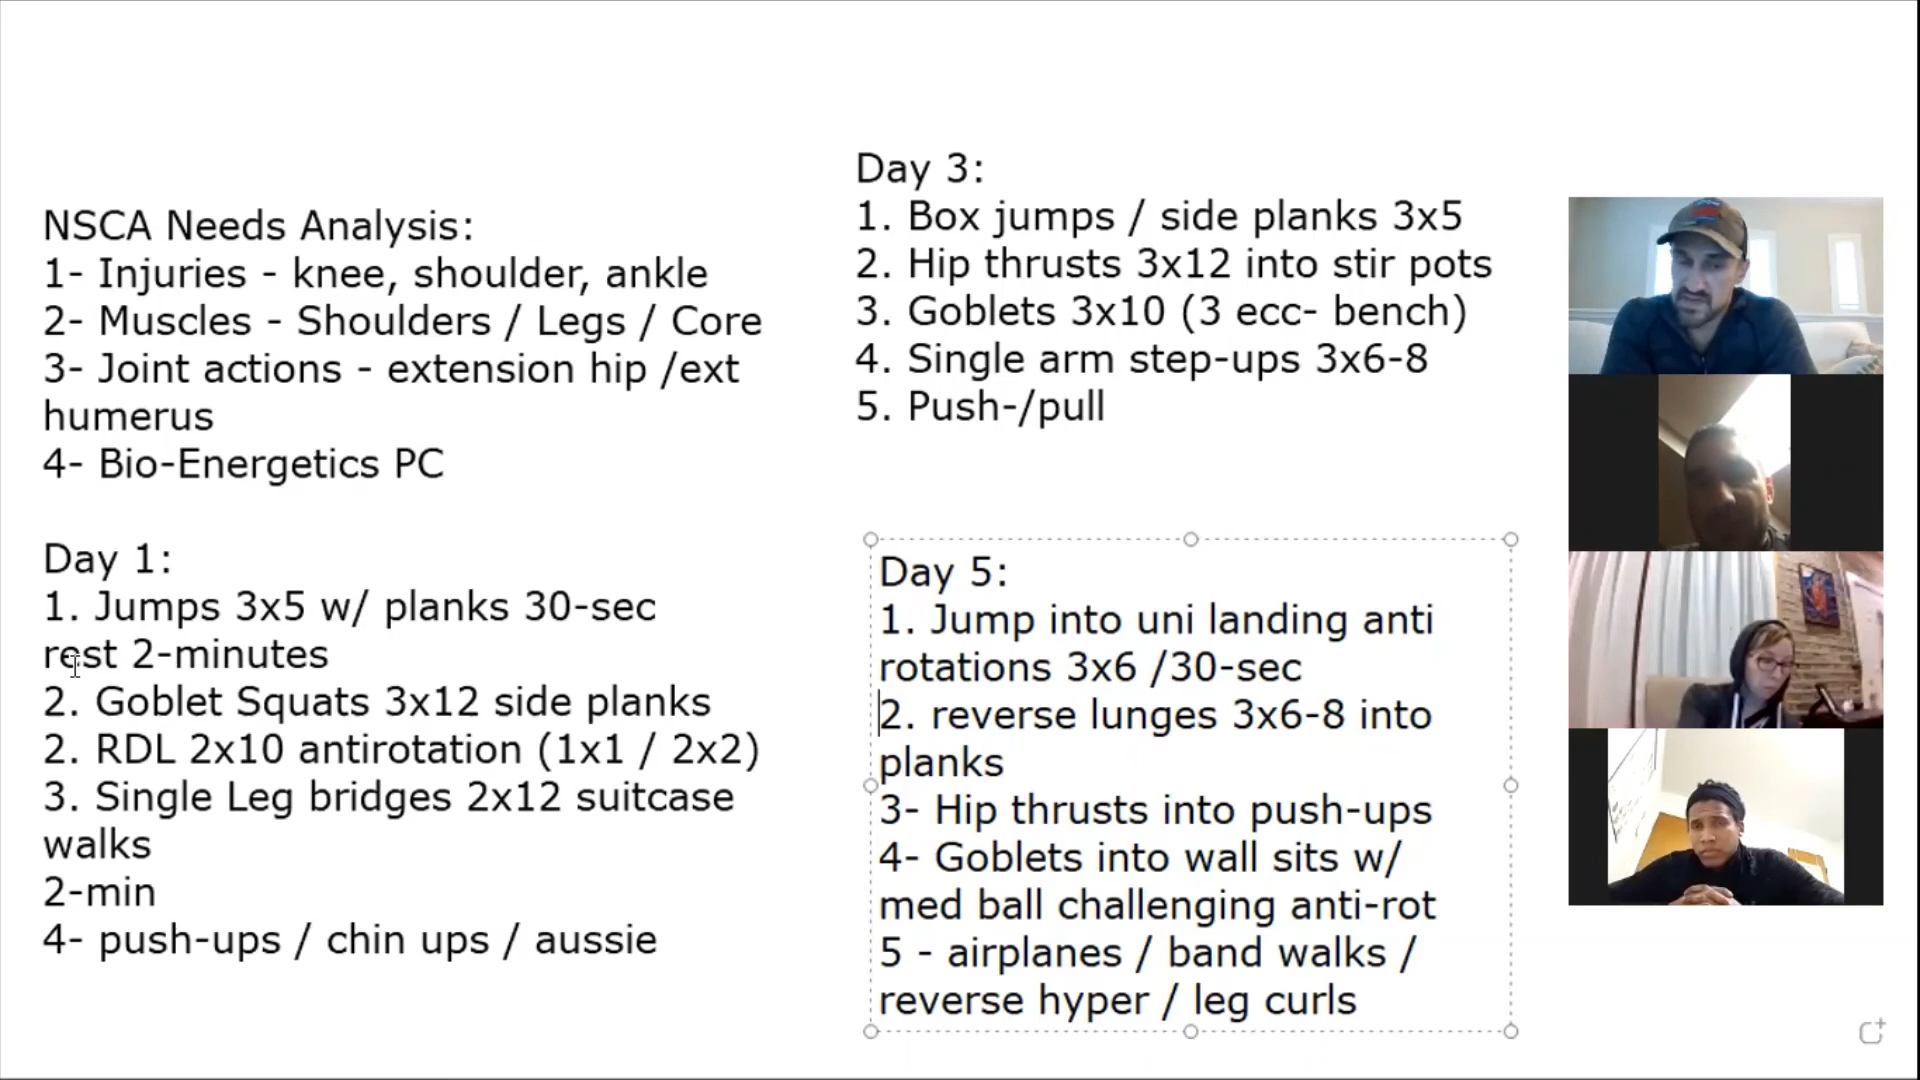 NSCA Needs Analysis:
1- Injuries - knee, shoulder, ankle
2- Muscles - Shoulders / Legs / Core
3- Joint actions - extension hip /ext
humerus
4- Bio-Energetics PC
Day 1:
1. Jumps 3x5 w/ planks 30-sec
rest 2-minutes
2. Goblet Squats 3x12 side planks
2. RDL 2x10 antirotation (1x1 / 2x2)
3. Single Leg bridges 2x12 suitcase
walks
2-min
4- push-ups / chin ups / aussie
Day 3:
1. Box jumps / side planks 3x5
2. Hip thrusts 3x12 into stir pots
3. Goblets 3x10 (3 ecc- bench)
4. Single arm step-ups 3x6-8
5. Push-/pull
Day 5:
1. Jump into uni landing anti
rotations 3x6 /30-sec
2. reverse lunges 3x6-8 into
planks
3- Hip thrusts into push-ups
4- Goblets into wall sits w/
med ball challenging anti-rot
5 - airplanes / band walks /
reverse hyper / leg curls